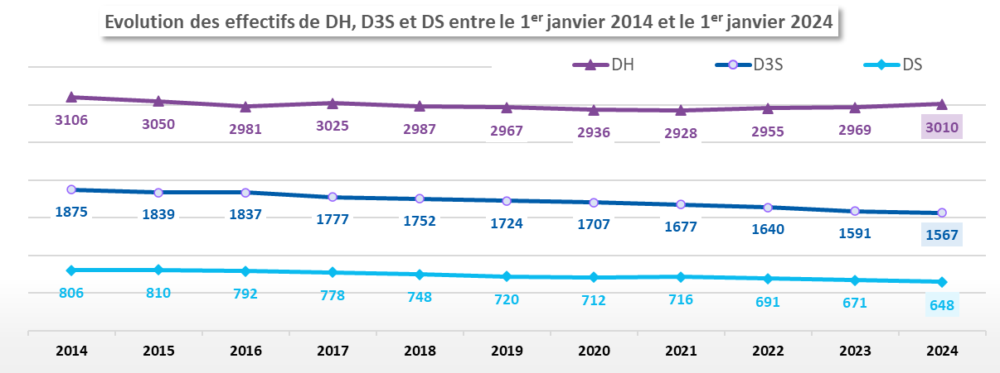 Evolution des effectifs de DH, D3S et DS entre le 1er janvier 2014 et le 1er janvier 2024
DH D3S DS
3106 3050 2981 3025 2987 2967 2936 2928 2955 2969 3010
1875 1839 1837 1777 1752 1724 1707 1677 1640 1591 1567
806 810 792 778 748 720 712 716 691 671 648
2014 2015 2016 2017 2018 2019 2020 2021 2022 2023 2024